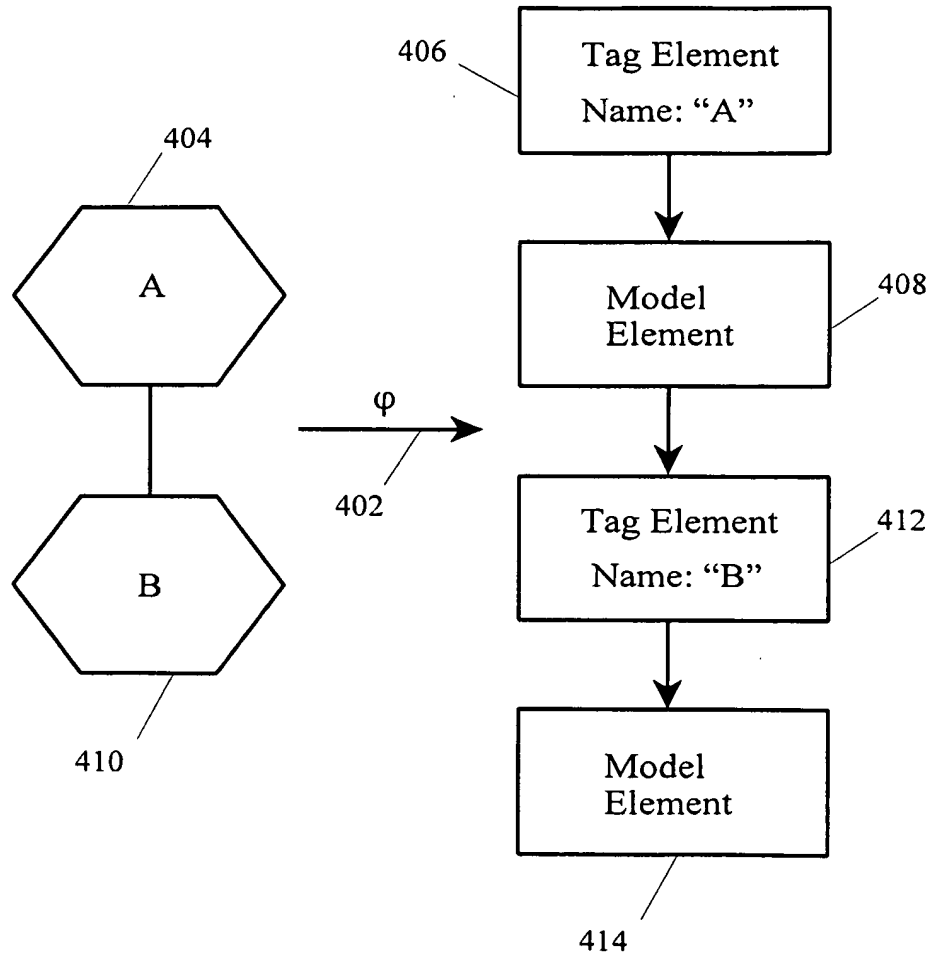 406
Tag Element
Name: “A”
404
A
408
Model
Element
φ
402
412
Tag Element
Name: “B”
B
410
Model
Element
414